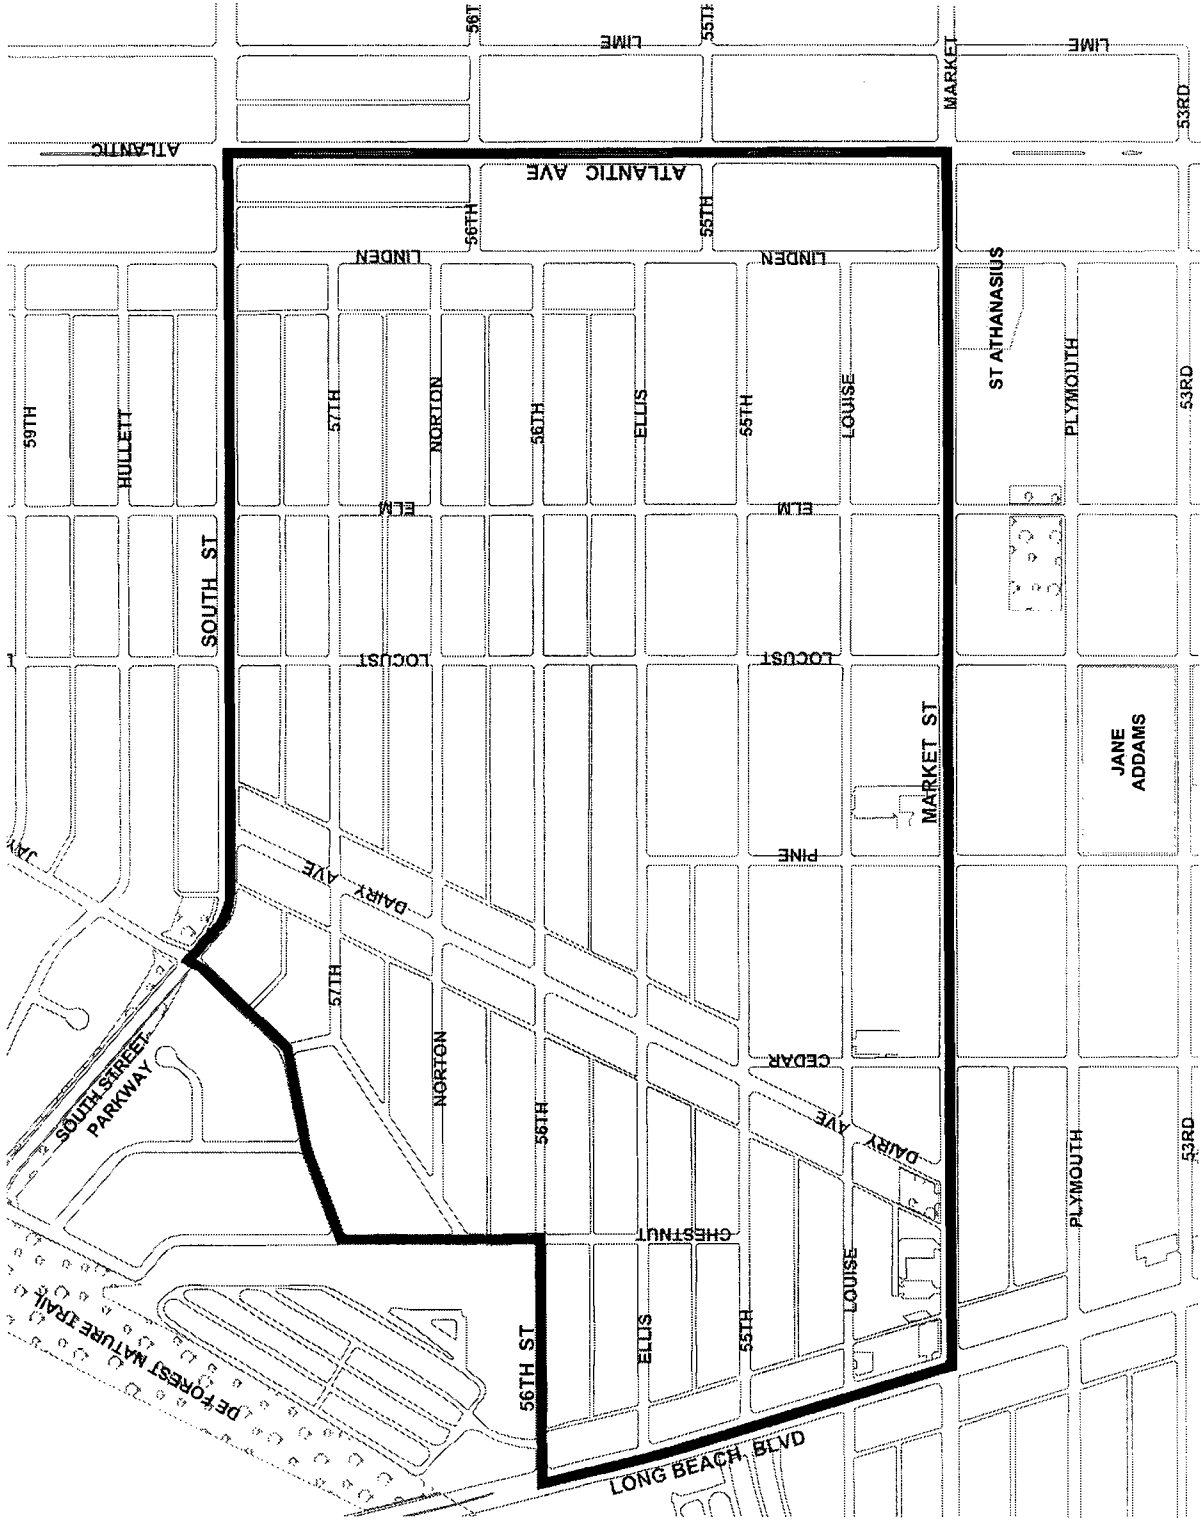 56T
55TH
LIME
LIME
MARKET
53RD
ATLANTIC
ATLANTIC AVE
56TH
55TH
LINDEN
LINDEN
ST ATHANASIUS
59TH
HULLETT
57TH
NORTON
56TH
ELLIS
55TH
LOUISE
PLYMOUTH
53RD
ELM
ELM
SOUTH ST
LOCUST
LOCUST
MARKET ST
JANE
ADDAMS
JAY
PINE
DAIRY AVE
57TH
NORTON
56TH
CEDAR
SOUTH STREET
PARKWAY
DAIRY AVE
PLYMOUTH
53RD
CHESTNUT
LOUISE
DE FOREST NATURE TRAIL
56TH ST
ELLIS
55TH
LONG BEACH BLVD